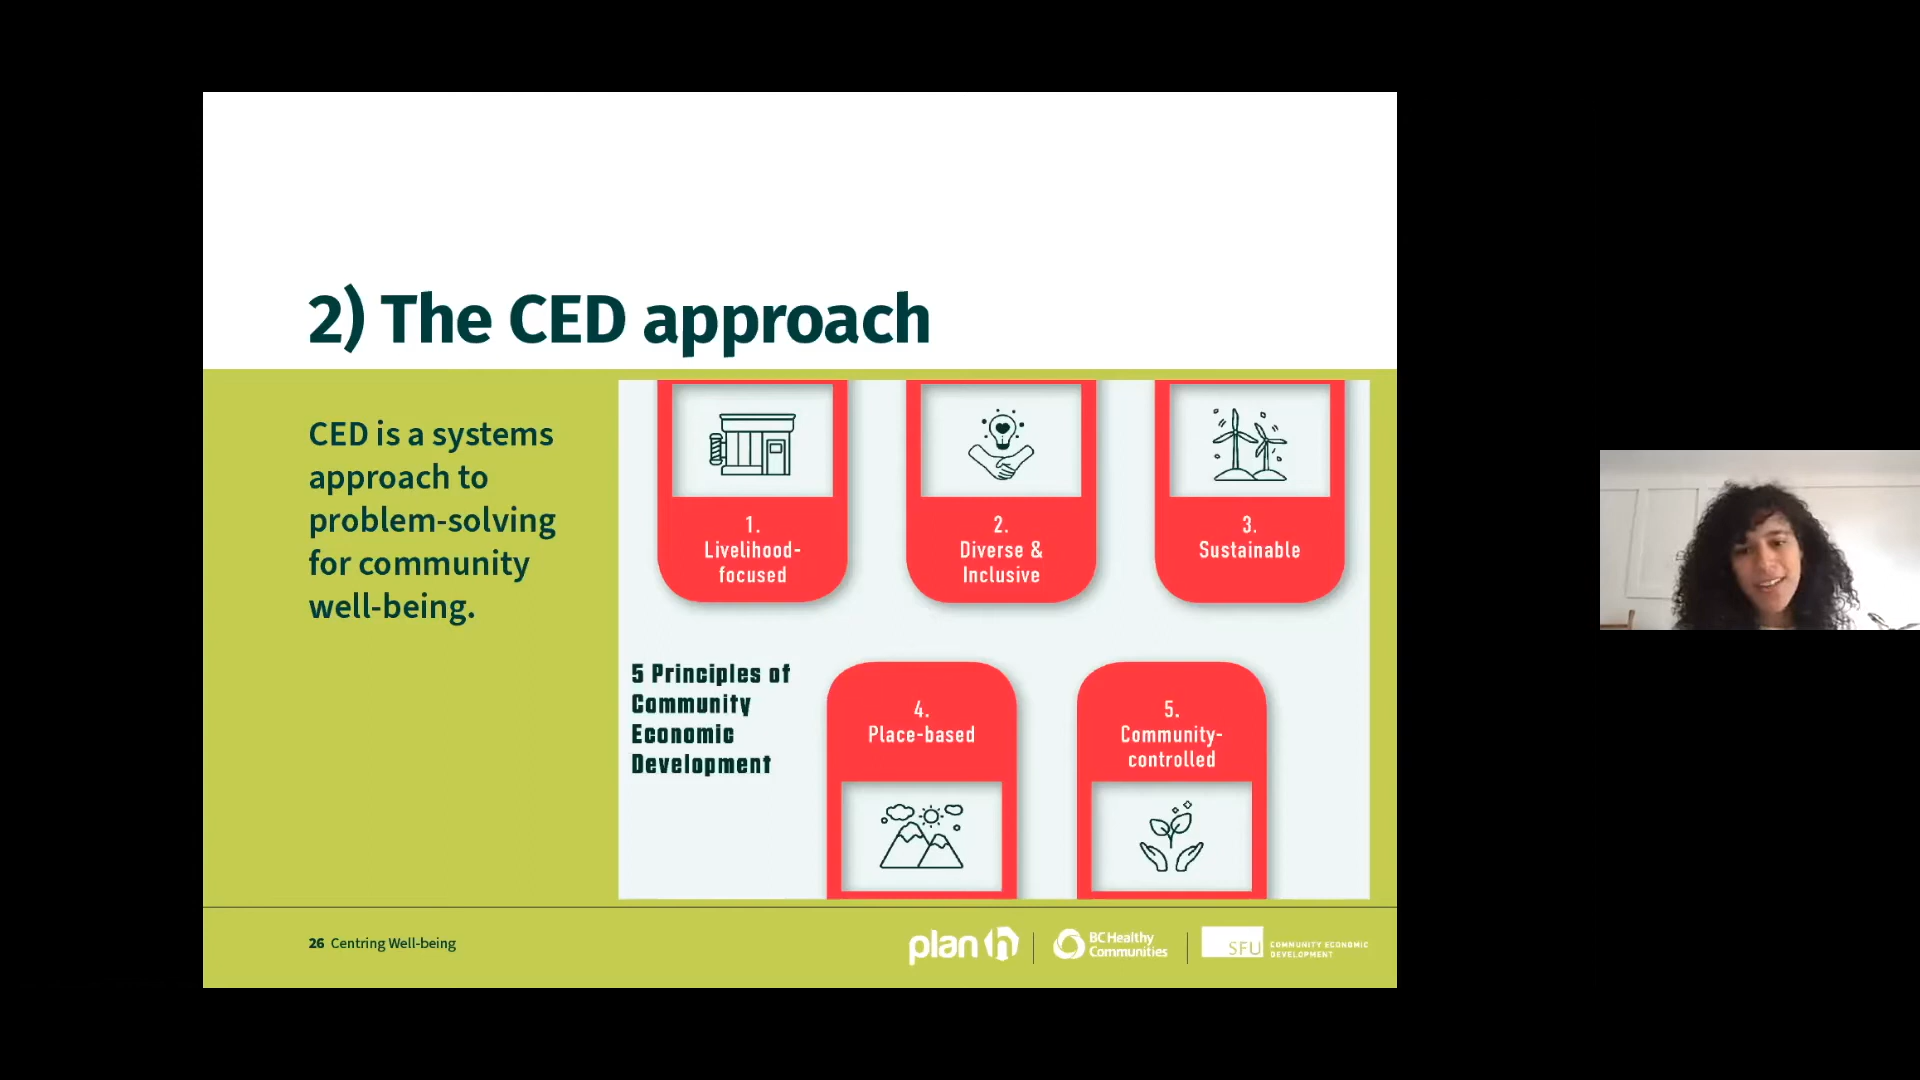 2) The CED approach
CED is a systems
approach to
problem-solving
for community
well-being.
1.
Livelihood-
focused
2.
Diverse &
Inclusive
3.
Sustainable
5 Principles of
Community
Economic
Development
4.
Place-based
5.
Community-
controlled
26 Centring Well-being
plan h
BC Healthy
Communities
SFU
COMMUNITY ECONOMIC
DEVELOPMENT